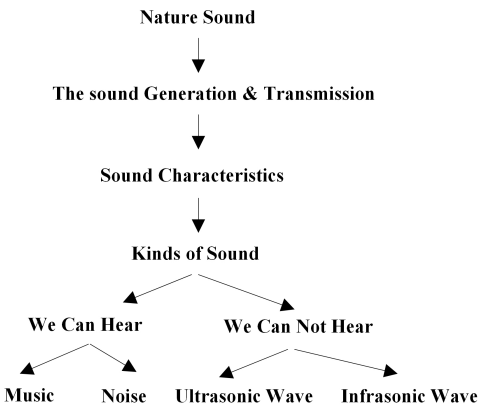 Nature Sound
The sound Generation & Transmission
Sound Characteristics
Kinds of Sound
We Can Hear
We Can Not Hear
Music
Noise
Ultrasonic Wave
Infrasonic Wave